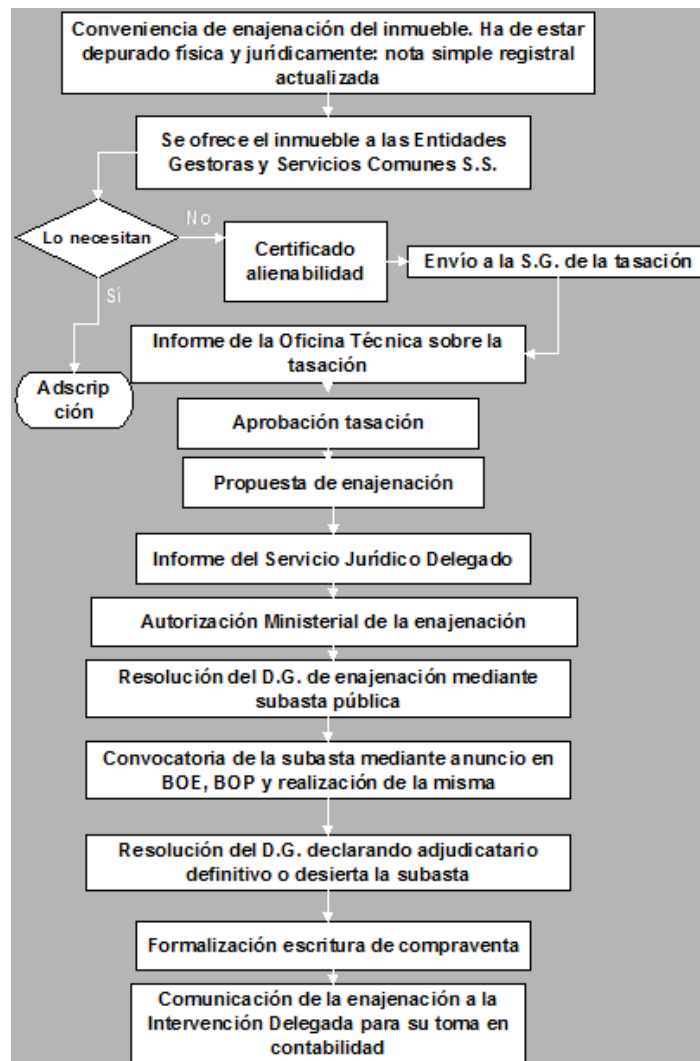 Conveniencia de enajenación del inmueble. Ha de estar
depurado física y jurídicamente: nota simple registral
actualizada
Se ofrece el inmueble a las Entidades
Gestoras y Servicios Comunes S.S.
Lo necesitan
No
Certificado
alienabilidad
Envío a la S.G. de la tasación
Sí
Adscrip
ción
Informe de la Oficina Técnica sobre la
tasación
Aprobación tasación
Propuesta de enajenación
Informe del Servicio Jurídico Delegado
Autorización Ministerial de la enajenación
Resolución del D.G. de enajenación mediante
subasta pública
Convocatoria de la subasta mediante anuncio en
BOE, BOP y realización de la misma
Resolución del D.G. declarando adjudicatario
definitivo o desierta la subasta
Formalización escritura de compraventa
Comunicación de la enajenación a la
Intervención Delegada para su toma en
contabilidad